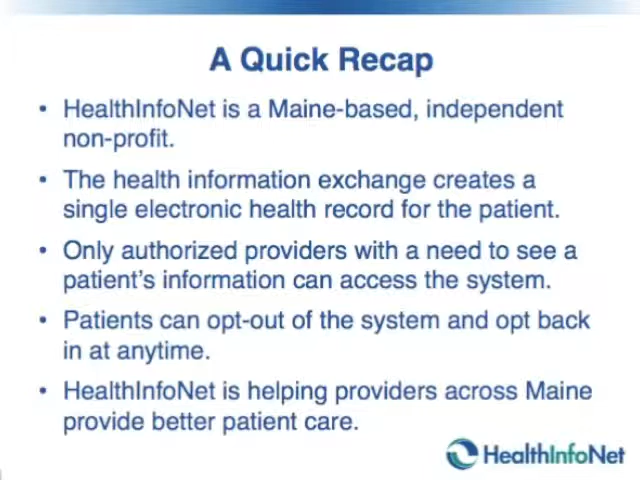 A Quick Recap
• HealthInfoNet is a Maine-based, independent
non-profit.
• The health information exchange creates a
single electronic health record for the patient.
• Only authorized providers with a need to see a
patient's information can access the system.
• Patients can opt-out of the system and opt back
in at anytime.
• HealthInfoNet is helping providers across Maine
provide better patient care.
HealthInfoNet